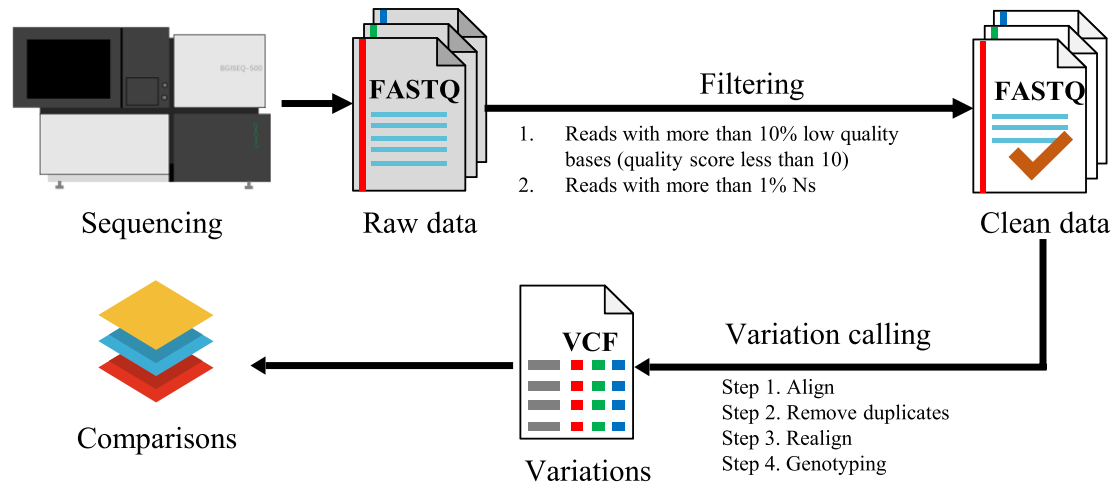 BGISEQ-500
FASTQ
FASTQ
Filtering
1. Reads with more than 10% low quality
bases (quality score less than 10)
2. Reads with more than 1% Ns
Sequencing
Raw data
Clean data
VCF
Variation calling
Step 1. Align
Step 2. Remove duplicates
Step 3. Realign
Step 4. Genotyping
Comparisons
Variations